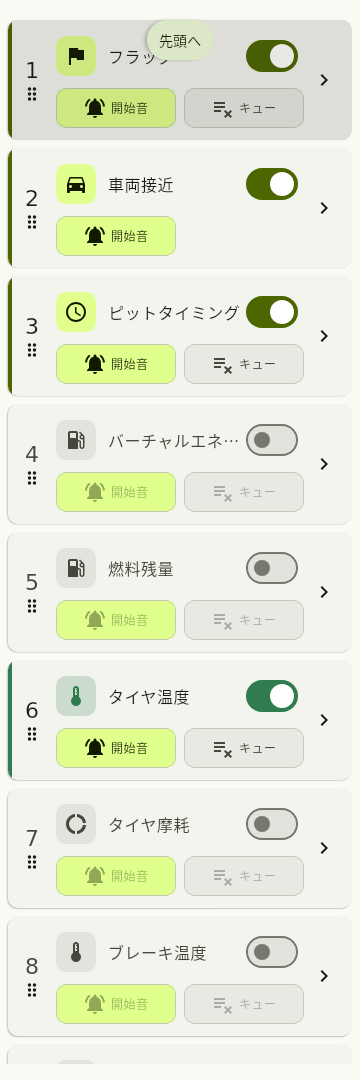 先頭へ
1
フラッグ
開始音
キュー
2
車両接近
開始音
3
ピットタイミング
開始音
キュー
4
バーチャルエネ…
開始音
キュー
5
燃料残量
開始音
キュー
6
タイヤ温度
開始音
キュー
7
タイヤ摩耗
開始音
キュー
8
ブレーキ温度
開始音
キュー